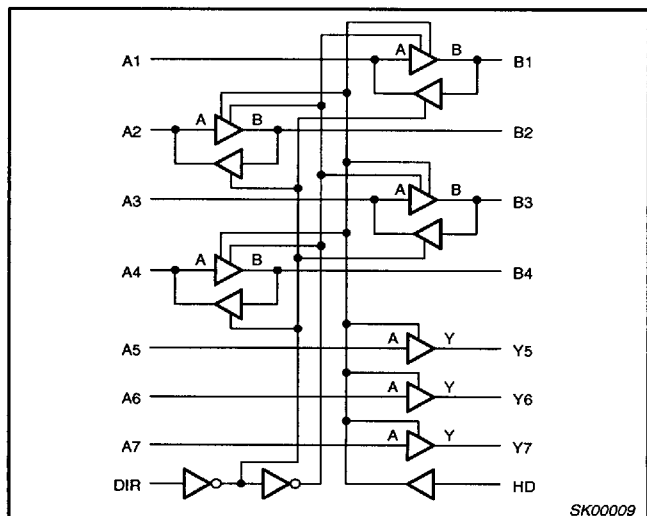 A1 A B B1
A2 A B B2
A3 A B B3
A4 A B B4
A5 A Y Y5
A6 A Y Y6
A7 A Y Y7
DIR HD
SK00009